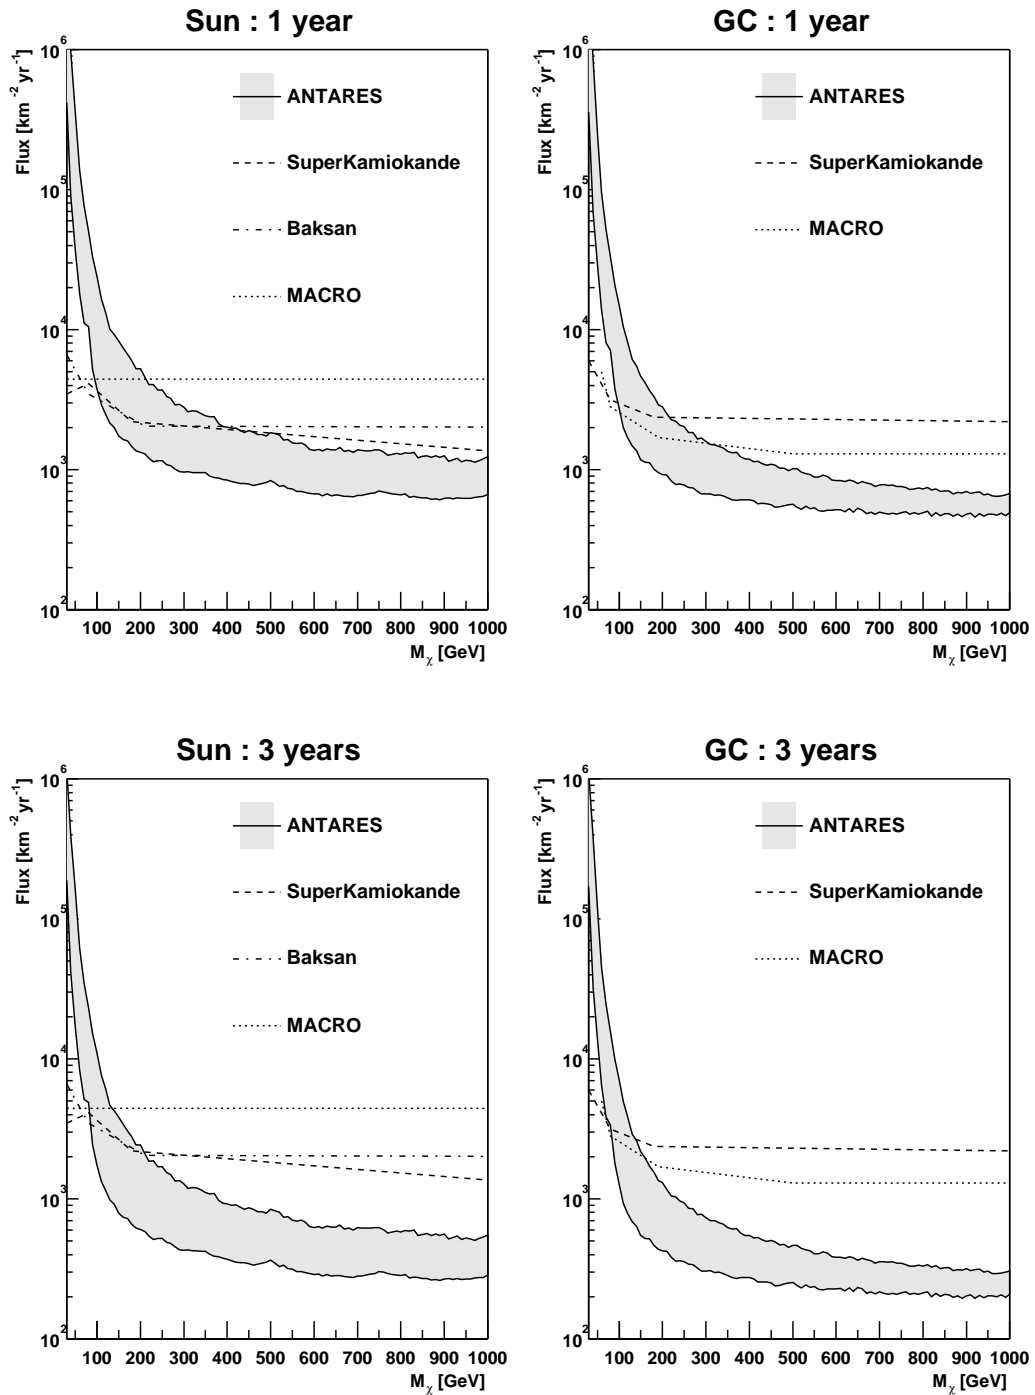 Sun : 1 year
Flux [km⁻² yr⁻¹]
10⁶
10⁵
10⁴
10³
10²
ANTARES
SuperKamiokande
Baksan
MACRO
100 200 300 400 500 600 700 800 900 1000
Mχ [GeV]
GC : 1 year
Flux [km⁻² yr⁻¹]
10⁶
10⁵
10⁴
10³
10²
ANTARES
SuperKamiokande
MACRO
100 200 300 400 500 600 700 800 900 1000
Mχ [GeV]
Sun : 3 years
Flux [km⁻² yr⁻¹]
10⁶
10⁵
10⁴
10³
10²
ANTARES
SuperKamiokande
Baksan
MACRO
100 200 300 400 500 600 700 800 900 1000
Mχ [GeV]
GC : 3 years
Flux [km⁻² yr⁻¹]
10⁶
10⁵
10⁴
10³
10²
ANTARES
SuperKamiokande
MACRO
100 200 300 400 500 600 700 800 900 1000
Mχ [GeV]